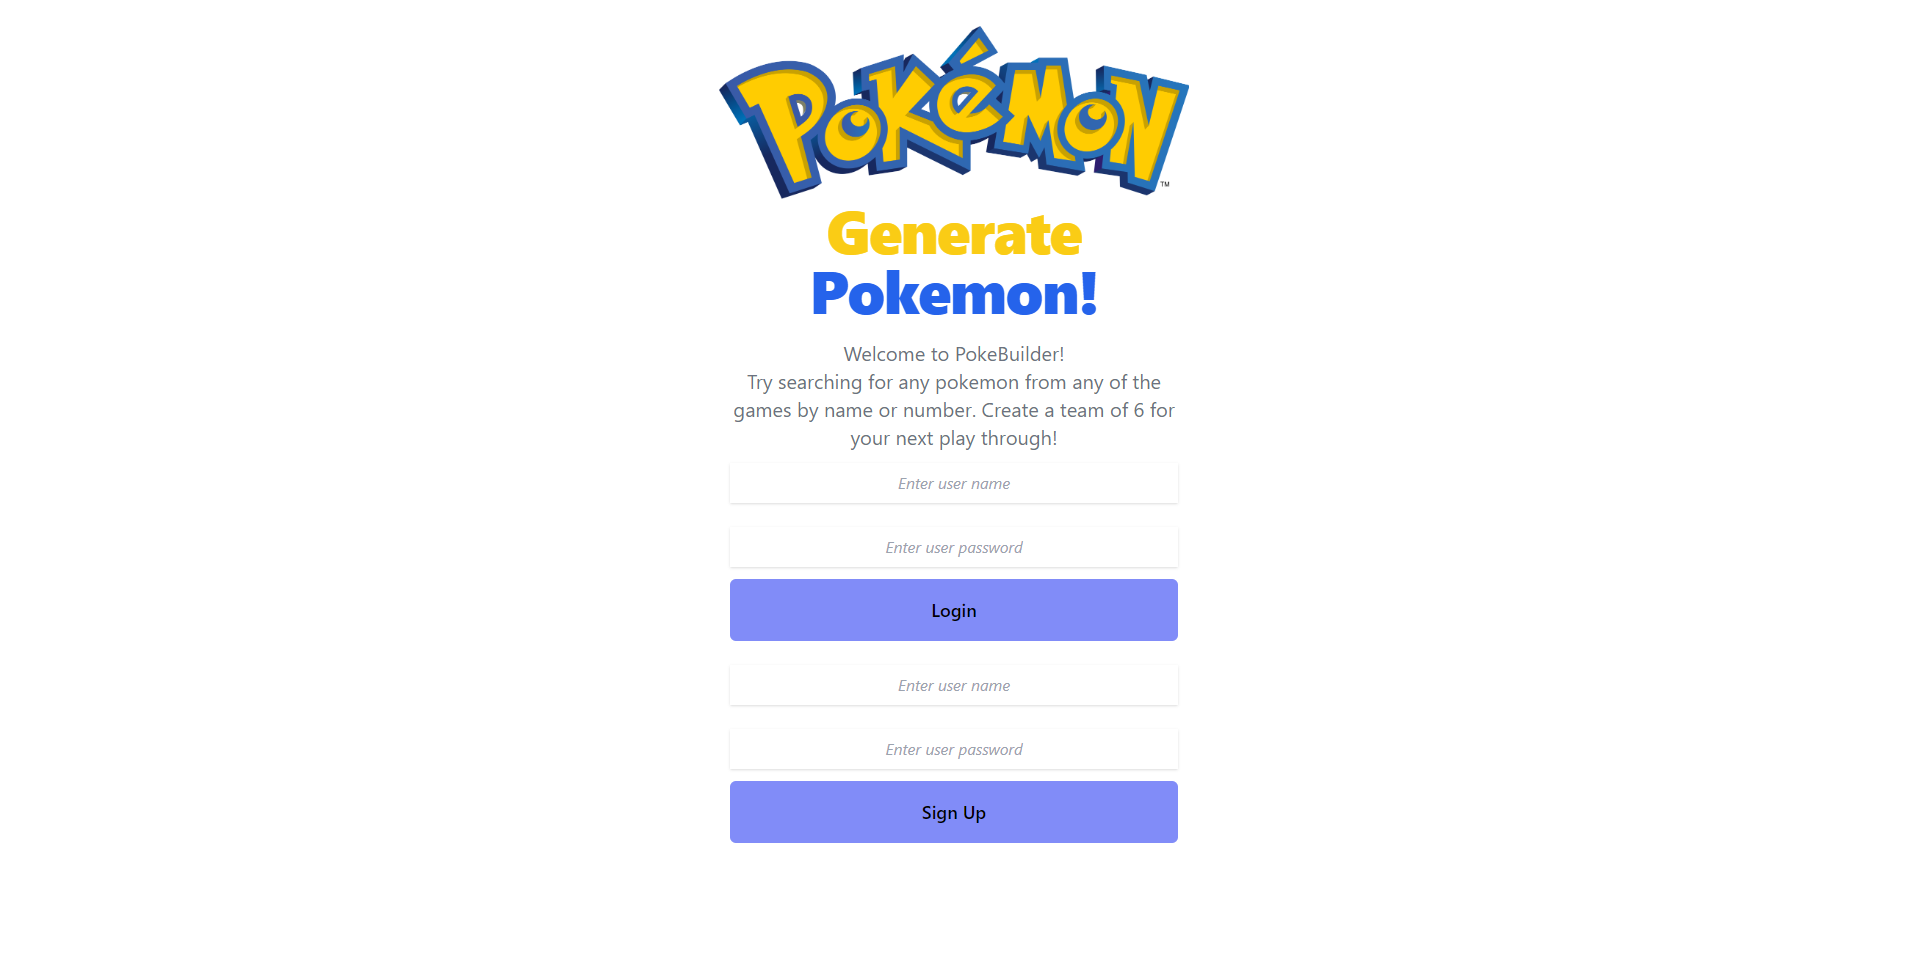 Pokémon
TM
Generate
Pokemon!
Welcome to PokeBuilder!
Try searching for any pokemon from any of the
games by name or number. Create a team of 6 for
your next play through!
Enter user name
Enter user password
Login
Enter user name
Enter user password
Sign Up